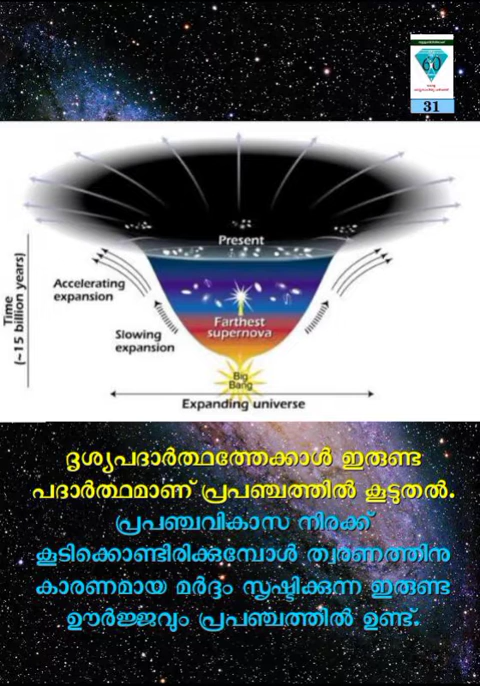 60
31
Present
Accelerating
expansion
Time
(~15 billion years)
Farthest
supernova
Slowing
expansion
Big
Bang
Expanding universe
ദൃശ്യപദാർത്ഥത്തേക്കാൾ ഇരുണ്ട
പദാർത്ഥമാണ് പ്രപഞ്ചത്തിൽ കൂടുതൽ.
പ്രപഞ്ചവികാസ നിരക്ക്
കൂടിക്കൊണ്ടിരിക്കുമ്പോൾ ത്വരണത്തിനു
കാരണമായ മർദ്ദം സൃഷ്ടിക്കുന്ന ഇരുണ്ട
ഊർജ്ജവും പ്രപഞ്ചത്തിൽ ഉണ്ട്.